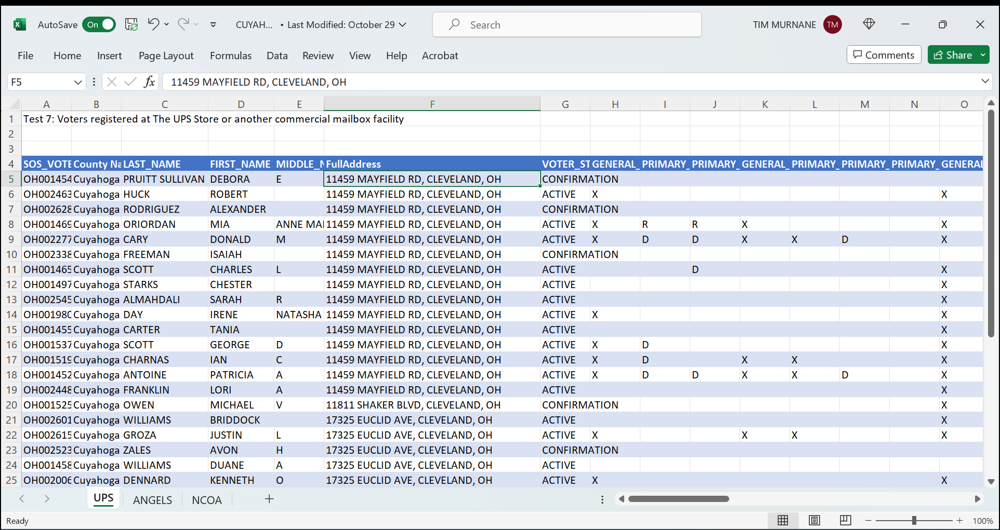 AutoSave On CUYAH... • Last Modified: October 29 Search TIM MURNANE TM
File Home Insert Page Layout Formulas Data Review View Help Acrobat Comments Share
F5 fx 11459 MAYFIELD RD, CLEVELAND, OH
A B C D E F G H I J K L M N O
1 Test 7: Voters registered at The UPS Store or another commercial mailbox facility
2
3
4 SOS_VOTE County Na LAST_NAME FIRST_NAME MIDDLE_N FullAddress VOTER_ST GENERAL_ PRIMARY_ PRIMARY_ GENERAL_ PRIMARY_ PRIMARY_ PRIMARY_ GENERAL
5 OH001454 Cuyahoga PRUITT SULLIVAN DEBORA E 11459 MAYFIELD RD, CLEVELAND, OH CONFIRMATION
6 OH002463 Cuyahoga HUCK ROBERT 11459 MAYFIELD RD, CLEVELAND, OH ACTIVE X X
7 OH002628 Cuyahoga RODRIGUEZ ALEXANDER 11459 MAYFIELD RD, CLEVELAND, OH CONFIRMATION
8 OH001469 Cuyahoga ORIORDAN MIA ANNE MA 11459 MAYFIELD RD, CLEVELAND, OH ACTIVE X R R X X
9 OH002277 Cuyahoga CARY DONALD M 11459 MAYFIELD RD, CLEVELAND, OH ACTIVE X D D X X D X
10 OH002338 Cuyahoga FREEMAN ISAIAH 11459 MAYFIELD RD, CLEVELAND, OH CONFIRMATION
11 OH001465 Cuyahoga SCOTT CHARLES L 11459 MAYFIELD RD, CLEVELAND, OH ACTIVE D X
12 OH001497 Cuyahoga STARKS CHESTER 11459 MAYFIELD RD, CLEVELAND, OH ACTIVE X
13 OH002545 Cuyahoga ALMAHDALI SARAH R 11459 MAYFIELD RD, CLEVELAND, OH ACTIVE X
14 OH001980 Cuyahoga DAY IRENE NATASHA 11459 MAYFIELD RD, CLEVELAND, OH ACTIVE X X
15 OH001455 Cuyahoga CARTER TANIA 11459 MAYFIELD RD, CLEVELAND, OH ACTIVE X
16 OH001537 Cuyahoga SCOTT GEORGE D 11459 MAYFIELD RD, CLEVELAND, OH ACTIVE X D X
17 OH001519 Cuyahoga CHARNAS IAN C 11459 MAYFIELD RD, CLEVELAND, OH ACTIVE X D X X X
18 OH001452 Cuyahoga ANTOINE PATRICIA A 11459 MAYFIELD RD, CLEVELAND, OH ACTIVE X D D X X D X
19 OH002448 Cuyahoga FRANKLIN LORI A 11459 MAYFIELD RD, CLEVELAND, OH ACTIVE X
20 OH001525 Cuyahoga OWEN MICHAEL V 11811 SHAKER BLVD, CLEVELAND, OH CONFIRMATION X
21 OH002601 Cuyahoga WILLIAMS BRIDDOCK 17325 EUCLID AVE, CLEVELAND, OH ACTIVE X
22 OH002615 Cuyahoga GROZA JUSTIN L 17325 EUCLID AVE, CLEVELAND, OH ACTIVE X X X X
23 OH002523 Cuyahoga ZALES AVON H 17325 EUCLID AVE, CLEVELAND, OH CONFIRMATION
24 OH001458 Cuyahoga WILLIAMS DUANE A 17325 EUCLID AVE, CLEVELAND, OH ACTIVE
25 OH002006 Cuyahoga DENNARD KENNETH O 17325 EUCLID AVE, CLEVELAND, OH ACTIVE X X
UPS ANGELS NCOA
Ready 100%